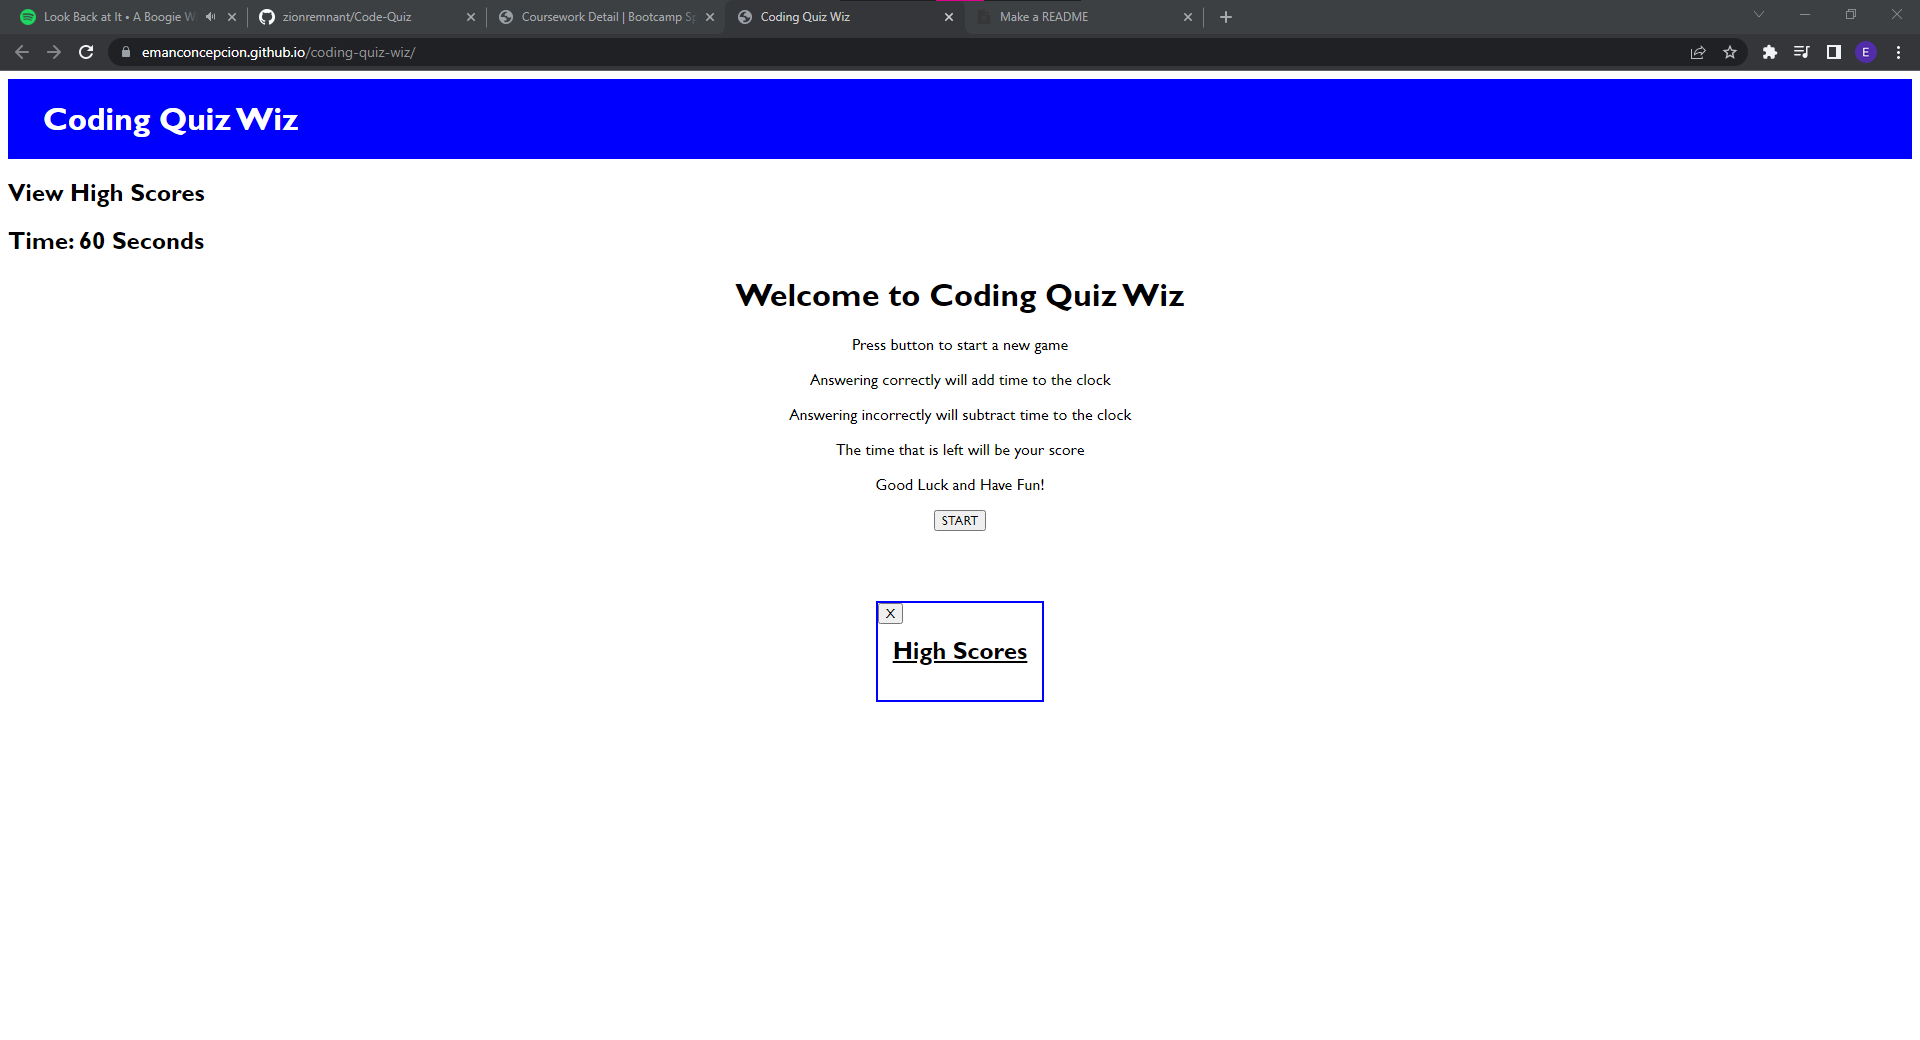 Look Back at It • A Boogie W
zionremnant/Code-Quiz
Coursework Detail | Bootcamp Sp
Coding Quiz Wiz
Make a README
emanconcepcion.github.io/coding-quiz-wiz/
E
Coding Quiz Wiz
View High Scores
Time: 60 Seconds
Welcome to Coding Quiz Wiz
Press button to start a new game
Answering correctly will add time to the clock
Answering incorrectly will subtract time to the clock
The time that is left will be your score
Good Luck and Have Fun!
START
X
High Scores